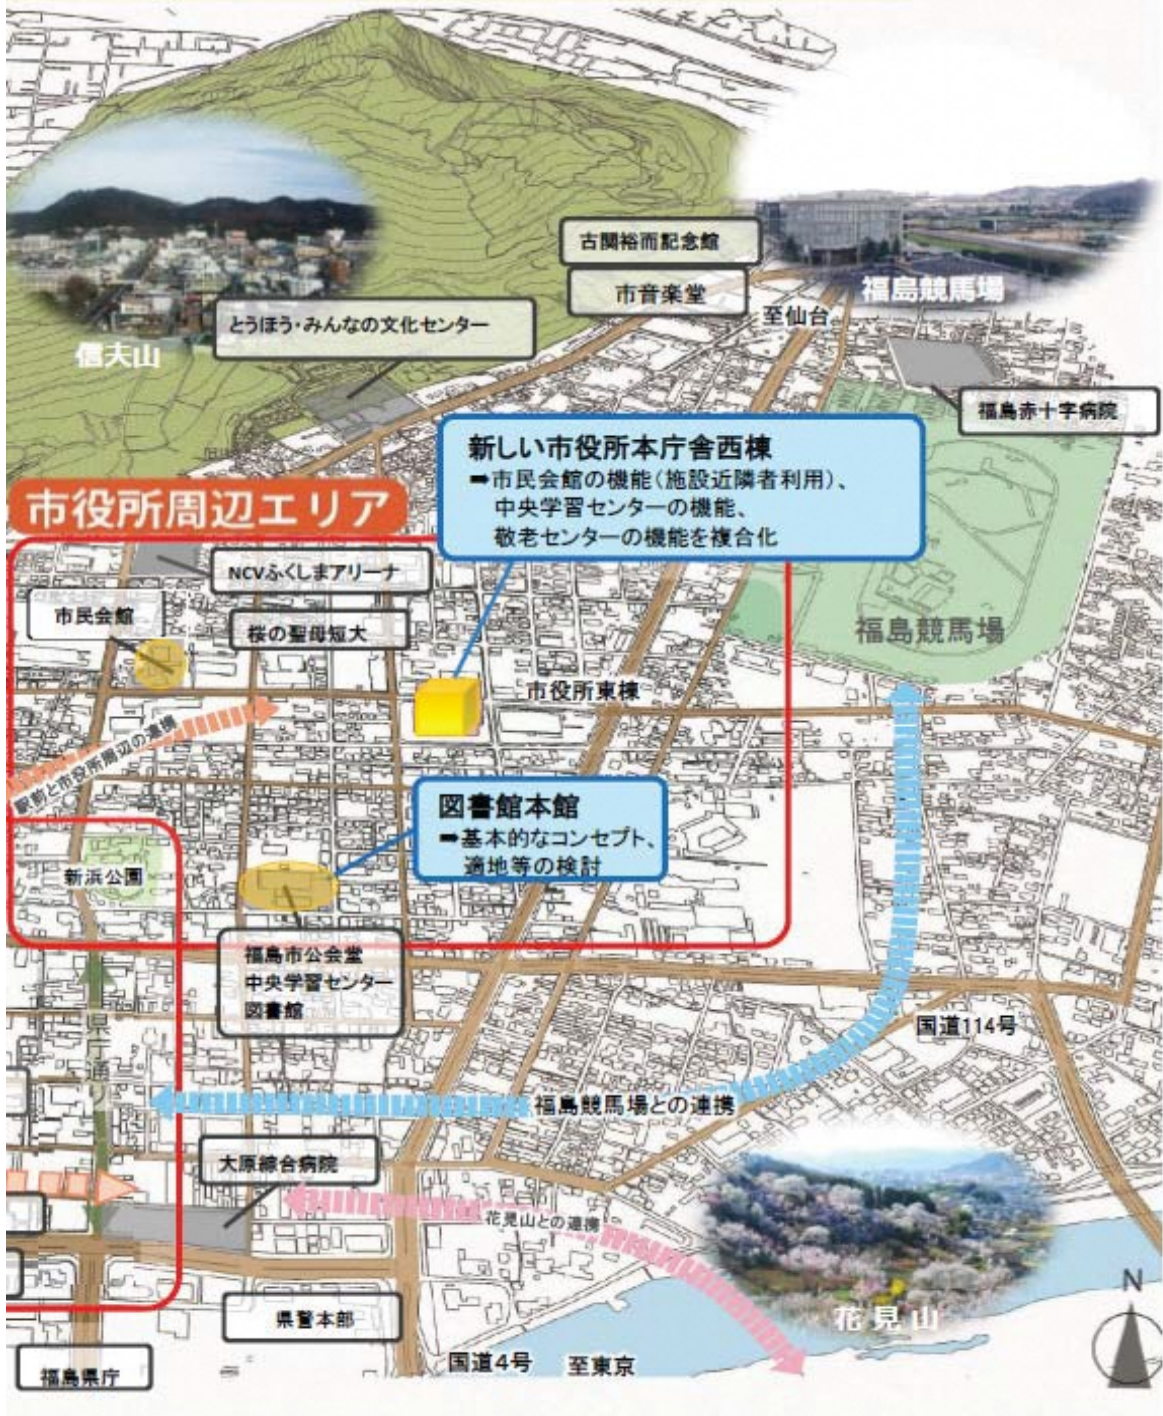 古関裕而記念館
市音楽堂
福島競馬場
至仙台
とうほう・みんなの文化センター
信夫山
福島赤十字病院
新しい市役所本庁舎西棟
➡市民会館の機能(施設近隣者利用)、
中央学習センターの機能、
敬老センターの機能を複合化
市役所周辺エリア
NCVふくしまアリーナ
市民会館
桜の聖母短大
福島競馬場
市役所東棟
駅前と市役所周辺の連携
図書館本館
➡基本的なコンセプト、
適地等の検討
新浜公園
福島市公会堂
中央学習センター
図書館
県庁通り
国道114号
福島競馬場との連携
大原綜合病院
花見山との連携
花見山
県警本部
国道4号
至東京
福島県庁
N